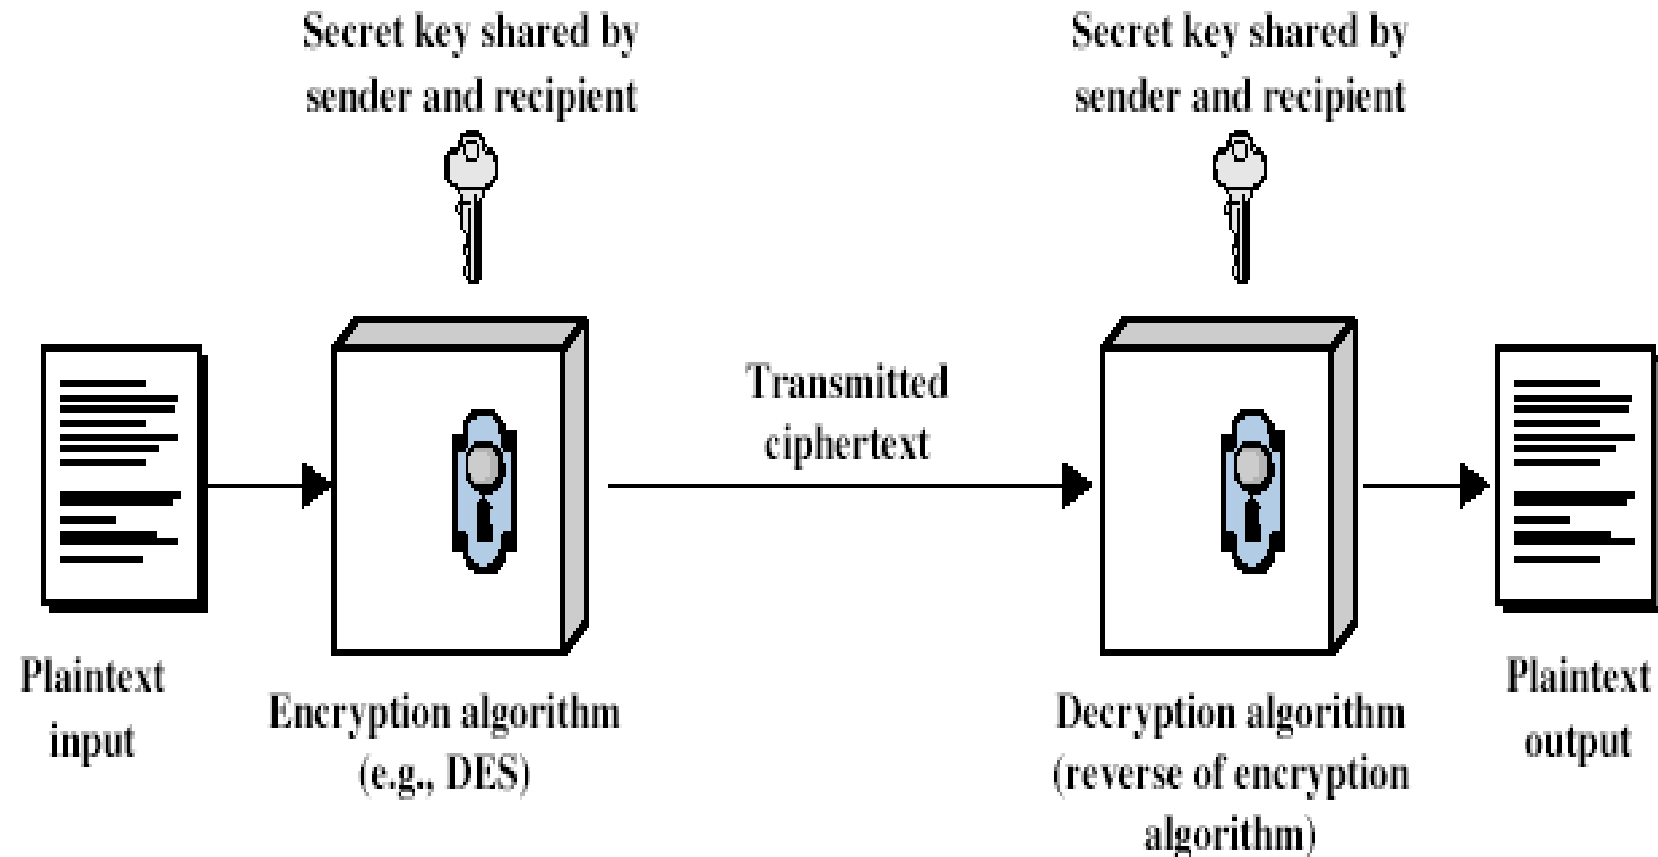 Secret key shared by
sender and recipient
Secret key shared by
sender and recipient
Transmitted
ciphertext
Plaintext
input
Encryption algorithm
(e.g., DES)
Decryption algorithm
(reverse of encryption
algorithm)
Plaintext
output